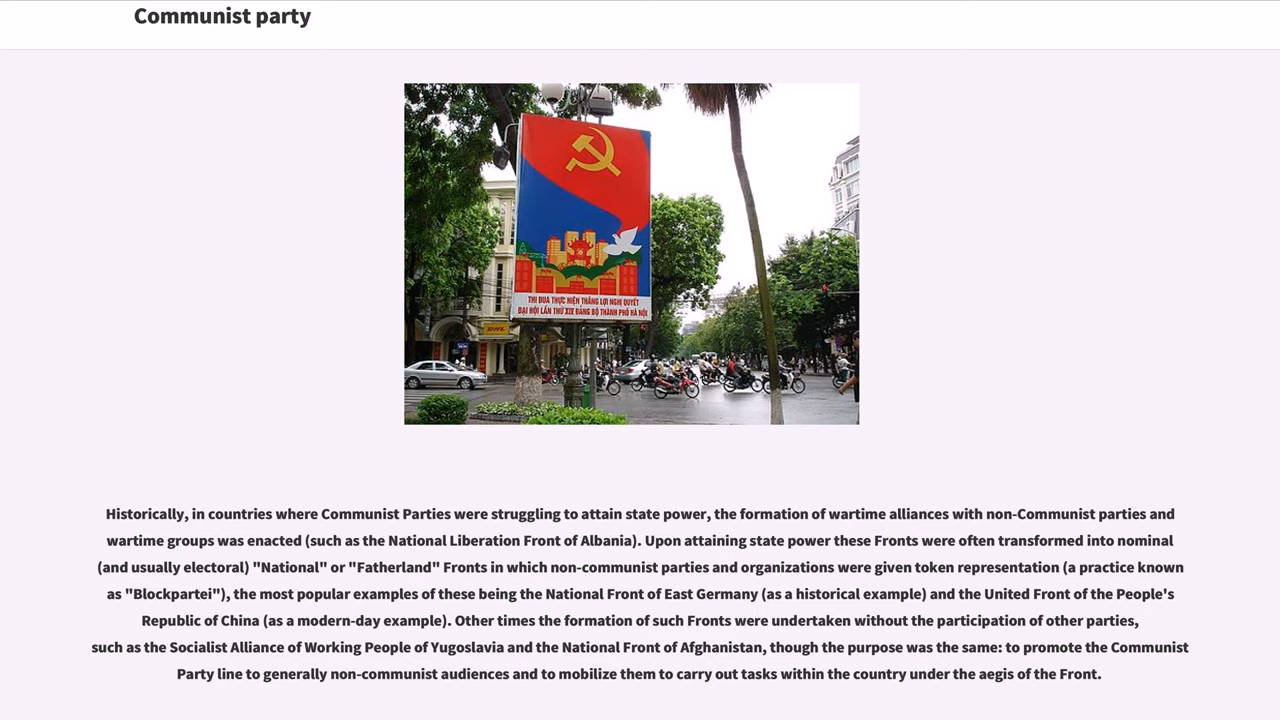 Communist party
THI ĐUA THỰC HIỆN THẮNG LỢI NGHỊ QUYẾT
ĐẠI HỘI LẦN THỨ XIV ĐẢNG BỘ THÀNH PHỐ HÀ NỘI
DHL
Historically, in countries where Communist Parties were struggling to attain state power, the formation of wartime alliances with non-Communist parties and
wartime groups was enacted (such as the National Liberation Front of Albania). Upon attaining state power these Fronts were often transformed into nominal
(and usually electoral) "National" or "Fatherland" Fronts in which non-communist parties and organizations were given token representation (a practice known
as "Blockpartei"), the most popular examples of these being the National Front of East Germany (as a historical example) and the United Front of the People's
Republic of China (as a modern-day example). Other times the formation of such Fronts were undertaken without the participation of other parties,
such as the Socialist Alliance of Working People of Yugoslavia and the National Front of Afghanistan, though the purpose was the same: to promote the Communist
Party line to generally non-communist audiences and to mobilize them to carry out tasks within the country under the aegis of the Front.